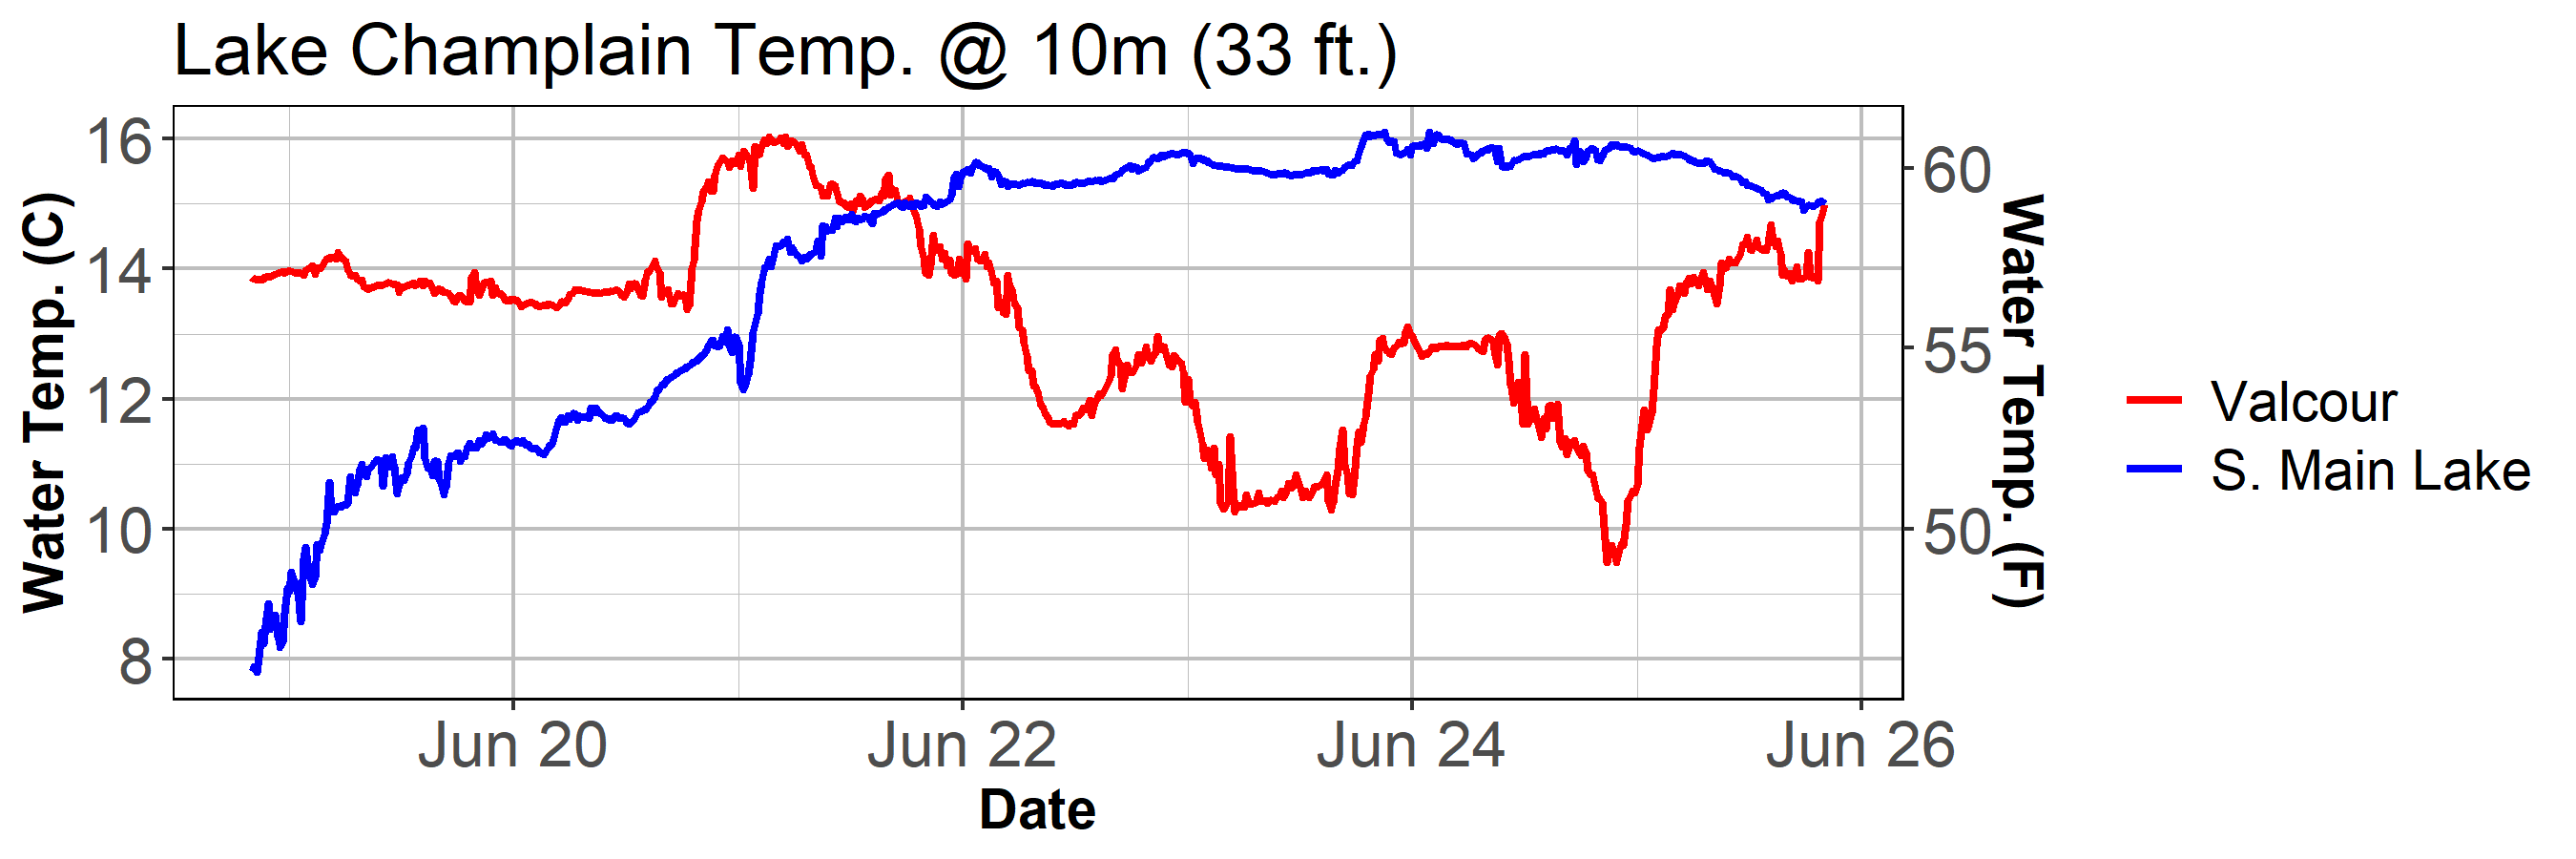 Lake Champlain Temp. @ 10m (33 ft.)
Water Temp. (C)
16
14
12
10
8
60
55
50
Water Temp. (F)
Jun 20
Jun 22
Jun 24
Jun 26
Date
Valcour
S. Main Lake